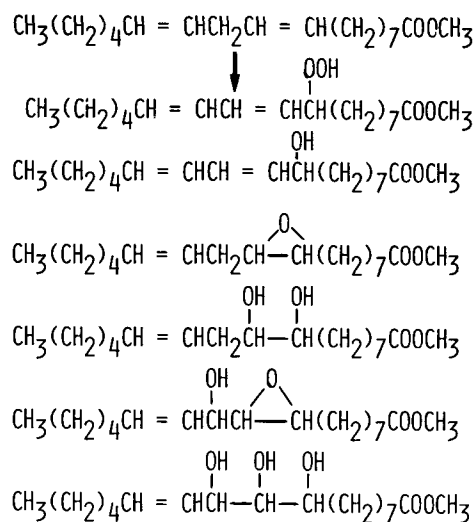 CH3(CH2)4CH = CHCH2CH = CH(CH2)7COOCH3
OOH
CH3(CH2)4CH = CHCH = CHCH(CH2)7COOCH3
OH
CH3(CH2)4CH = CHCH = CHCH(CH2)7COOCH3
O
CH3(CH2)4CH = CHCH2CH—CH(CH2)7COOCH3
OH OH
CH3(CH2)4CH = CHCH2CH—CH(CH2)7COOCH3
OH O
CH3(CH2)4CH = CHCHCH—CH(CH2)7COOCH3
OH OH OH
CH3(CH2)4CH = CHCH—CH—CH(CH2)7COOCH3